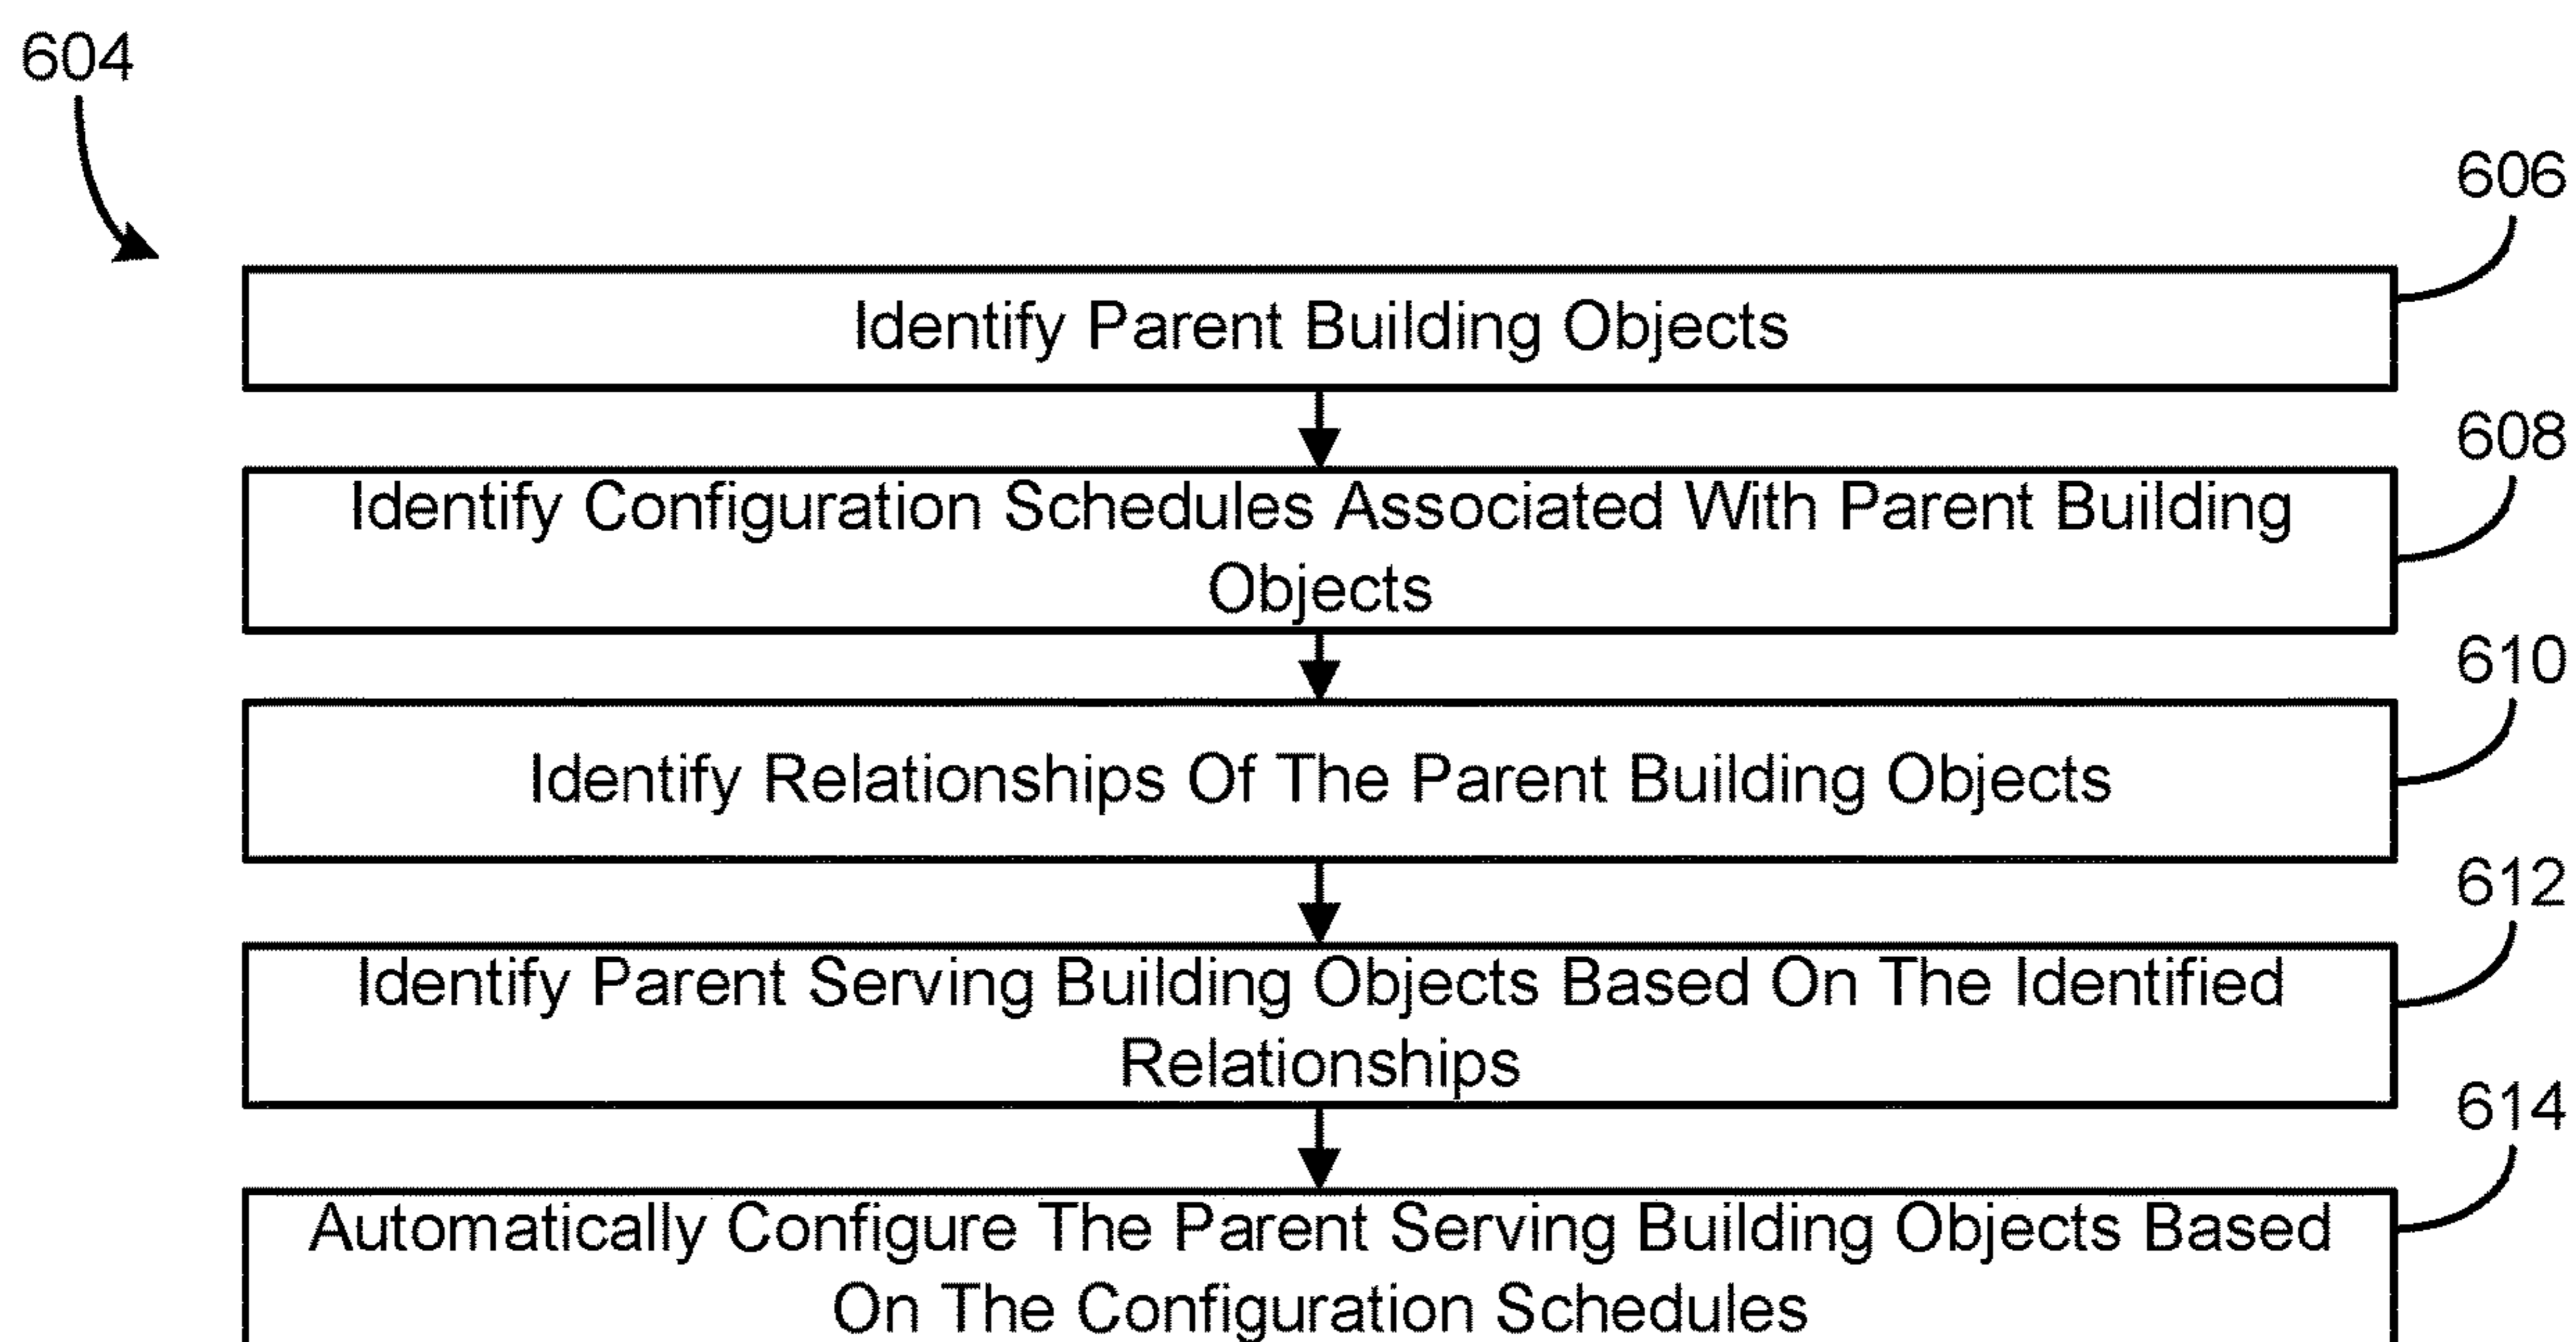 604
606
Identify Parent Building Objects
608
Identify Configuration Schedules Associated With Parent Building
Objects
610
Identify Relationships Of The Parent Building Objects
612
Identify Parent Serving Building Objects Based On The Identified
Relationships
614
Automatically Configure The Parent Serving Building Objects Based
On The Configuration Schedules